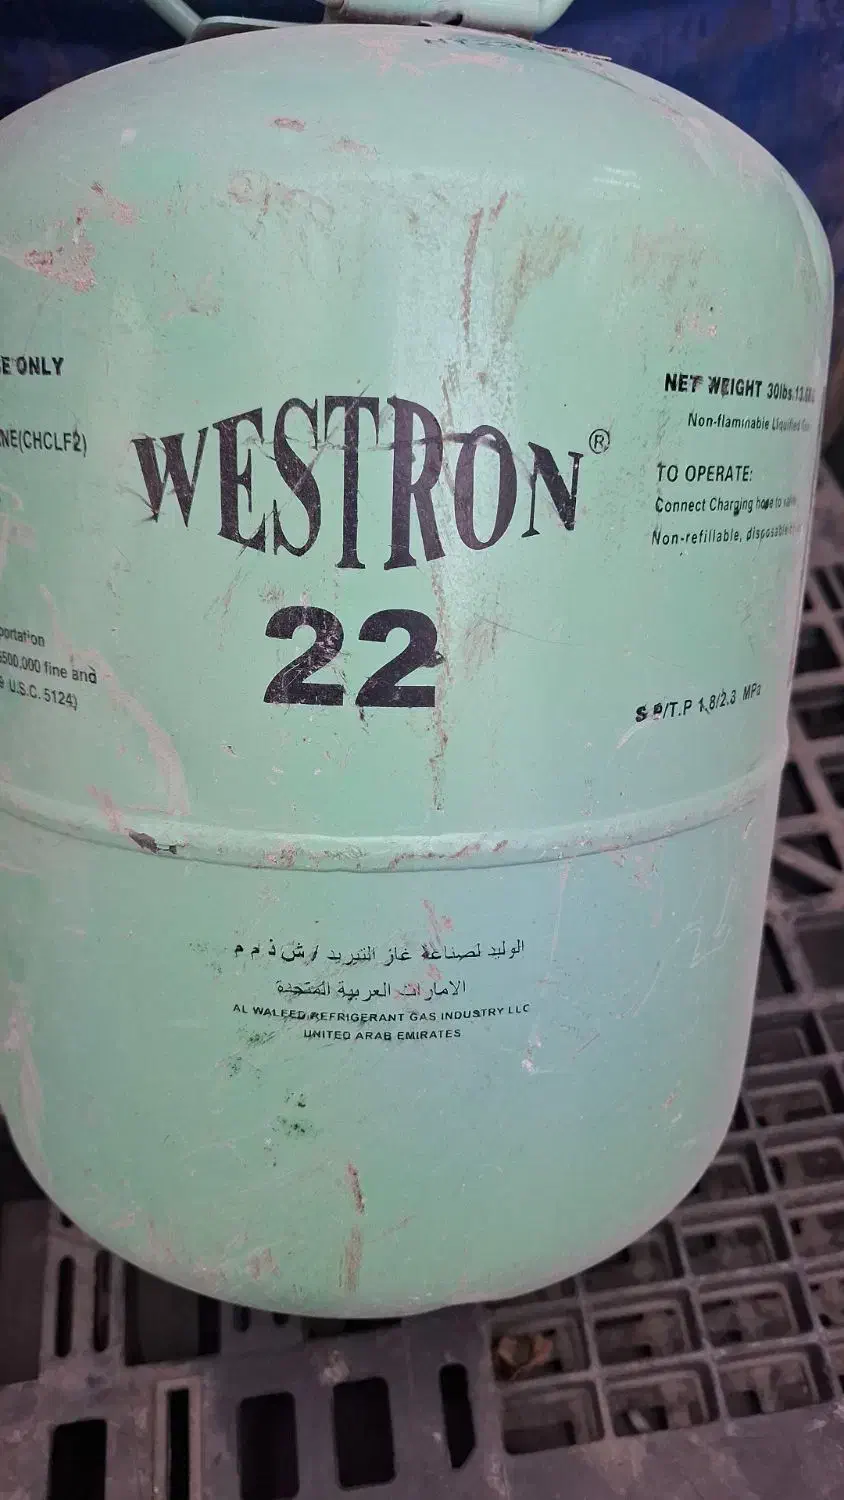 E ONLY
NE(CHCLF2)
WESTRON®
22
portation
500,000 fine and
U.S.C. 5124)
NET WEIGHT 30lbs
Non-flammable Liquified
TO OPERATE:
Connect Charging hose to
Non-refillable, disposable
S P/T.P 1.8/2.3 MPa
الوليد لصناعة غاز التبريد / ش ذ م م
الامارات العربية المتحدة
AL WALEED REFRIGERANT GAS INDUSTRY LLC
UNITED ARAB EMIRATES